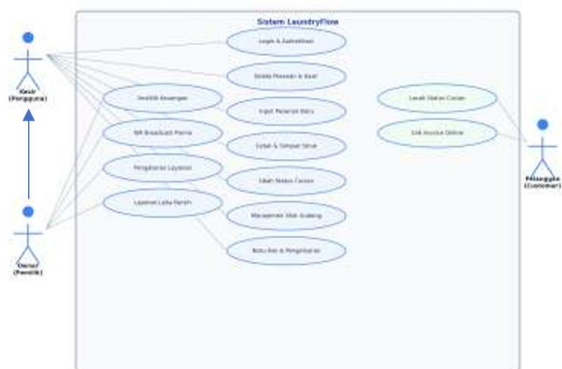 Sistem LaundryFlow
Login & Autentikasi
Kasir
(Pengguna)
Kelola Pesanan & Kasir
Statistik Keuangan
Lacak Status Cucian
Input Pesanan Baru
WA Broadcast Promo
Cek Invoice Online
Cetak & Simpan Struk
Pengaturan Layanan
Ubah Status Cucian
Pelanggan
(Customer)
Laporan Laba Bersih
Manajemen Stok Gudang
Buku Kas & Pengeluaran
Owner
(Pemilik)